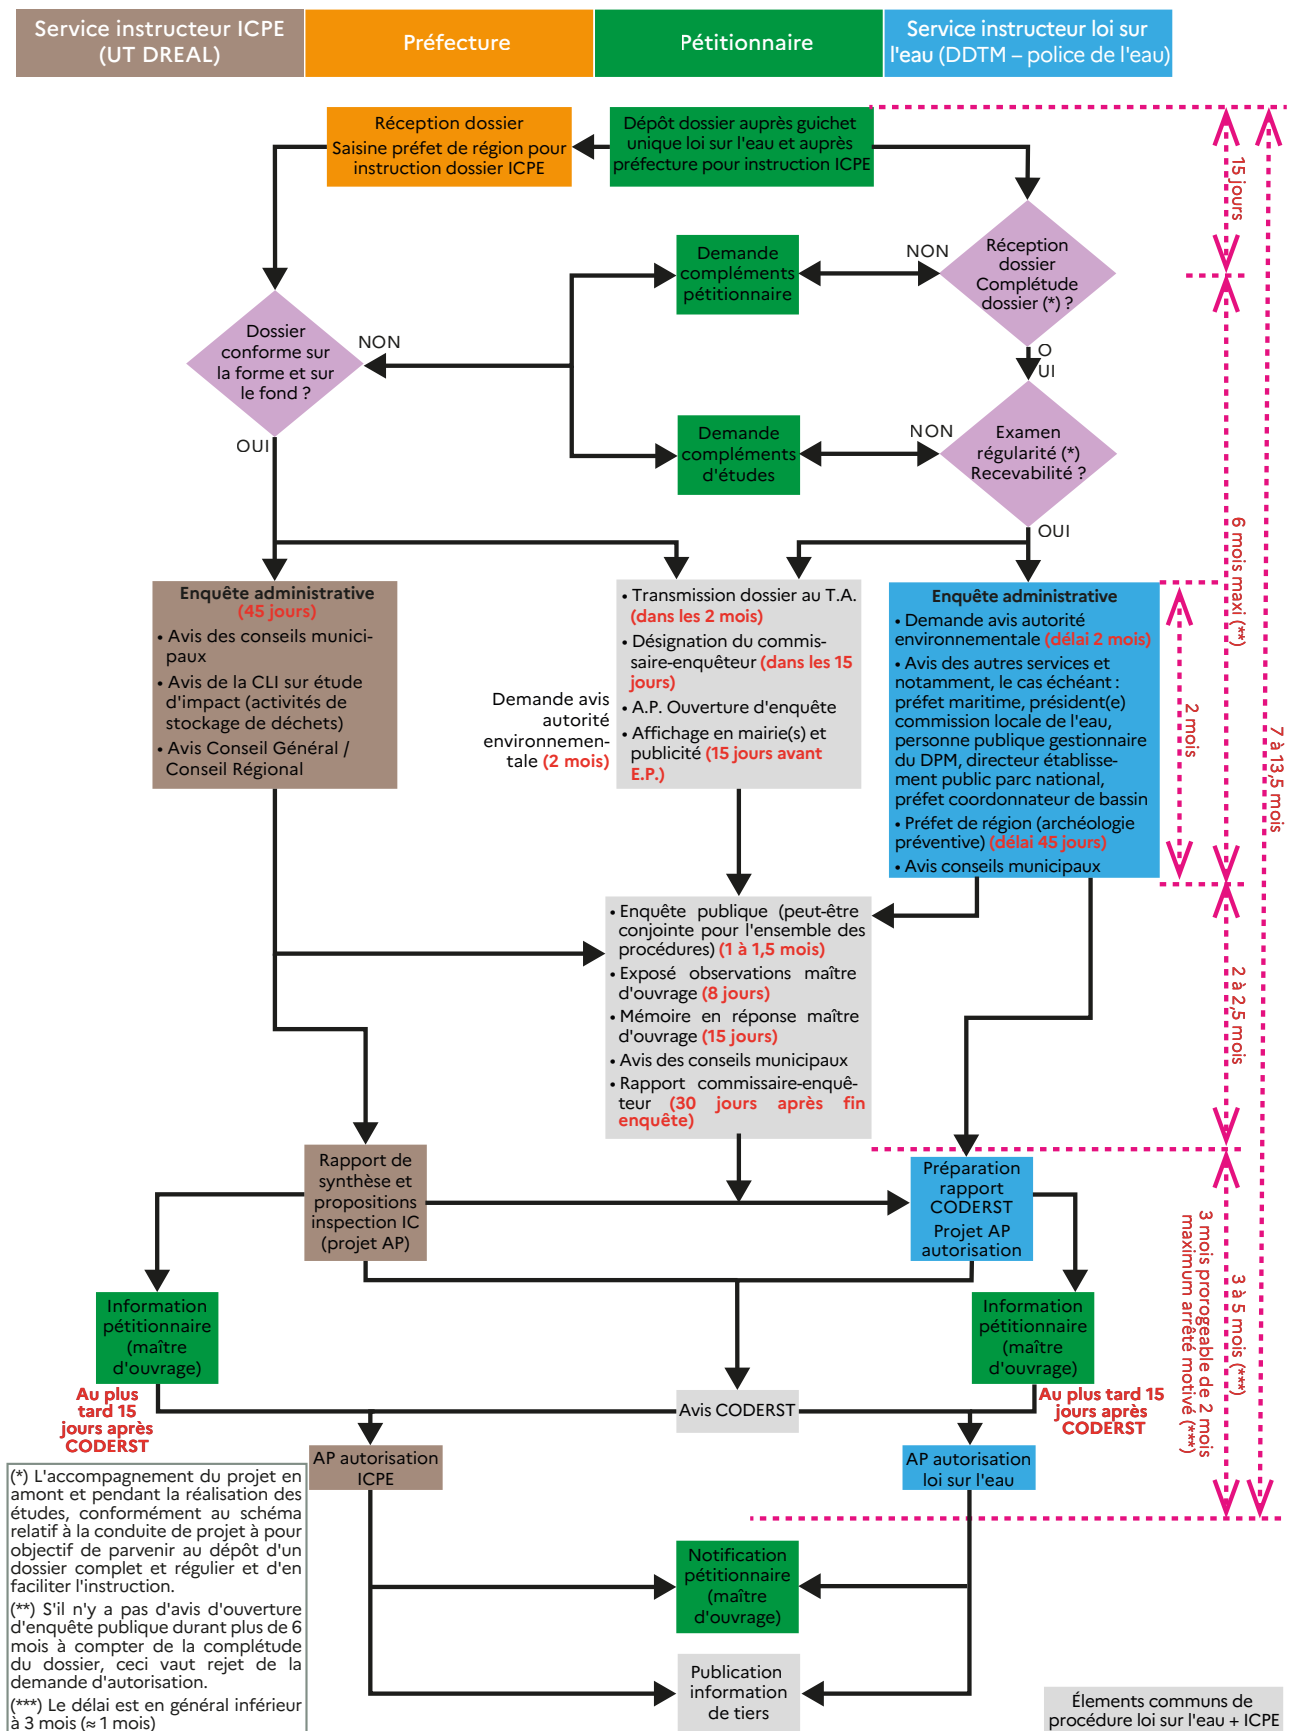 Service instructeur ICPE
(UT DREAL)
Préfecture
Pétitionnaire
Service instructeur loi sur
l'eau (DDTM – police de l'eau)
Réception dossier
Saisine préfet de région pour
instruction dossier ICPE
Dépôt dossier auprès guichet
unique loi sur l'eau et auprès
préfecture pour instruction ICPE
15 jours
Demande
compléments
pétitionnaire
NON
Réception
dossier
Complétude
dossier (*) ?
Dossier
conforme sur
la forme et sur
le fond ?
NON
O
UI
OUI
Demande
compléments
d'études
NON
Examen
régularité (*)
Recevabilité ?
OUI
6 mois maxi (**)
7 à 13,5 mois
Enquête administrative
(45 jours)
• Avis des conseils munici-
paux
• Avis de la CLI sur étude
d'impact (activités de
stockage de déchets)
• Avis Conseil Général /
Conseil Régional
Demande avis
autorité
environnemen-
tale (2 mois)
• Transmission dossier au T.A.
(dans les 2 mois)
• Désignation du commis-
saire-enquêteur (dans les 15
jours)
• A.P. Ouverture d'enquête
• Affichage en mairie(s) et
publicité (15 jours avant
E.P.)
Enquête administrative
• Demande avis autorité
environnementale (délai 2 mois)
• Avis des autres services et
notamment, le cas échéant :
préfet maritime, président(e)
commission locale de l'eau,
personne publique gestionnaire
du DPM, directeur établisse-
ment public parc national,
préfet coordonnateur de bassin
• Préfet de région (archéologie
préventive) (délai 45 jours)
• Avis conseils municipaux
2 mois
• Enquête publique (peut-être
conjointe pour l'ensemble des
procédures) (1 à 1,5 mois)
• Exposé observations maître
d'ouvrage (8 jours)
• Mémoire en réponse maître
d'ouvrage (15 jours)
• Avis des conseils municipaux
• Rapport commissaire-enquê-
teur (30 jours après fin
enquête)
2 à 2,5 mois
Rapport de
synthèse et
propositions
inspection IC
(projet AP)
Préparation
rapport
CODERST
Projet AP
autorisation
3 à 5 mois (***)
3 mois prorogeable de 2 mois
maximum arrêté motivé (***)
Information
pétitionnaire
(maître
d'ouvrage)
Au plus
tard 15
jours après
CODERST
Information
pétitionnaire
(maître
d'ouvrage)
Au plus tard 15
jours après
CODERST
Avis CODERST
AP autorisation
ICPE
AP autorisation
loi sur l'eau
Notification
pétitionnaire
(maître
d'ouvrage)
Publication
information
de tiers
(*) L'accompagnement du projet en
amont et pendant la réalisation des
études, conformément au schéma
relatif à la conduite de projet à pour
objectif de parvenir au dépôt d'un
dossier complet et régulier et d'en
faciliter l'instruction.
(**) S'il n'y a pas d'avis d'ouverture
d'enquête publique durant plus de 6
mois à compter de la complétude
du dossier, ceci vaut rejet de la
demande d'autorisation.
(***) Le délai est en général inférieur
à 3 mois (≈ 1 mois)
Élements communs de
procédure loi sur l'eau + ICPE